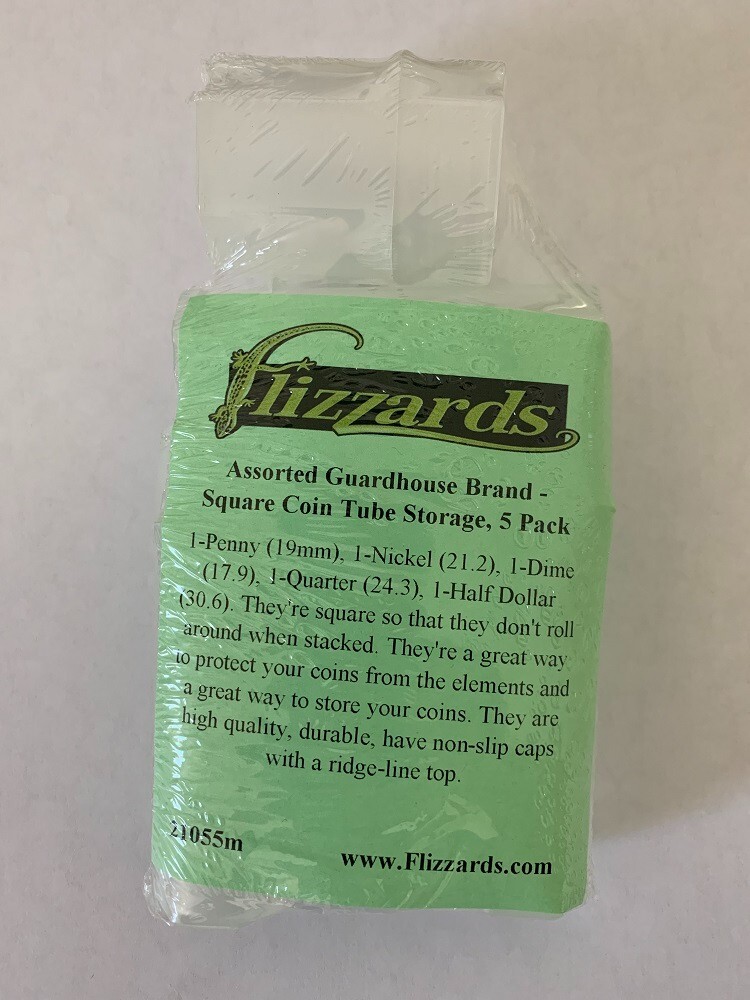 Flizzards
Assorted Guardhouse Brand -
Square Coin Tube Storage, 5 Pack
1-Penny (19mm), 1-Nickel (21.2), 1-Dime
(17.9), 1-Quarter (24.3), 1-Half Dollar
(30.6). They're square so that they don't roll
around when stacked. They're a great way
to protect your coins from the elements and
a great way to store your coins. They are
high quality, durable, have non-slip caps
with a ridge-line top.
21055m
www.Flizzards.com